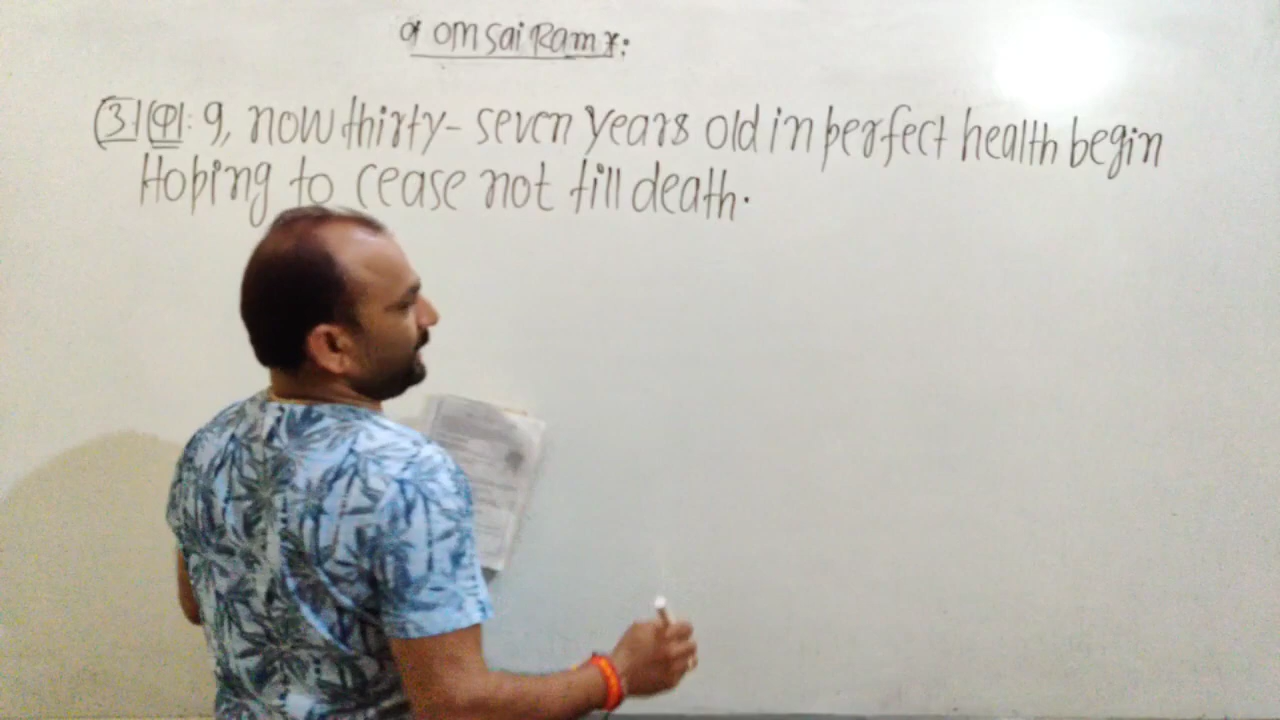 OM Sai Ram
(3) (क): 9, now thirty-seven years old in perfect health begin
Hoping to cease not till death.